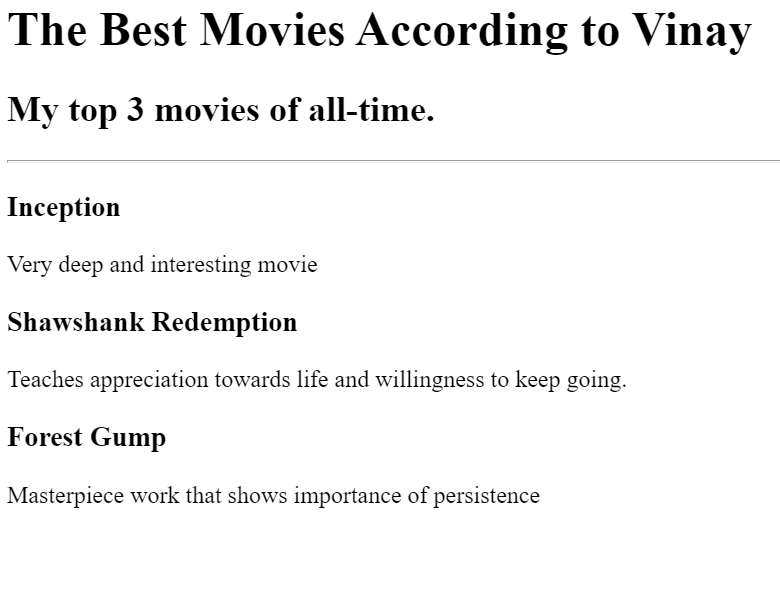 The Best Movies According to Vinay
My top 3 movies of all-time.
Inception
Very deep and interesting movie
Shawshank Redemption
Teaches appreciation towards life and willingness to keep going.
Forest Gump
Masterpiece work that shows importance of persistence